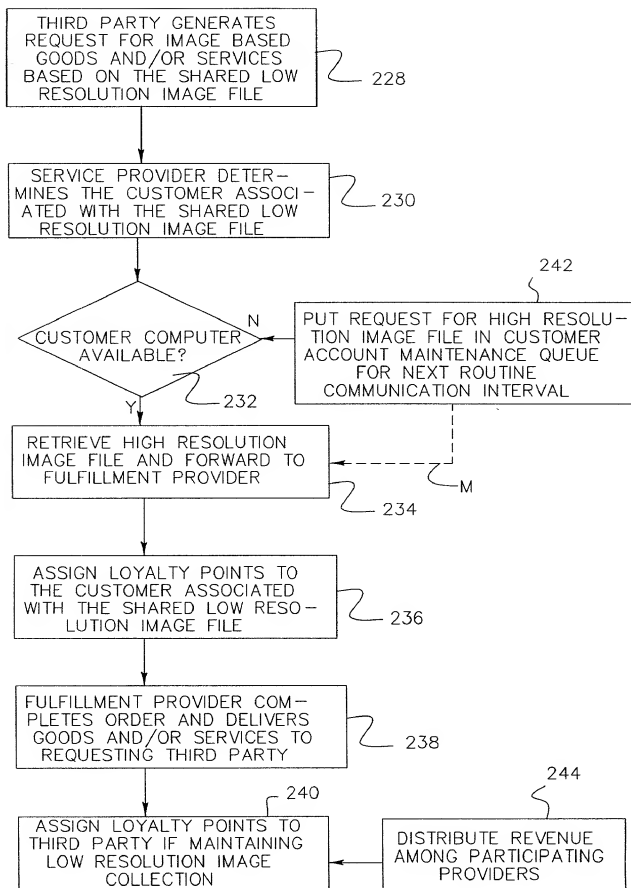 THIRD PARTY GENERATES
REQUEST FOR IMAGE BASED
GOODS AND/OR SERVICES
BASED ON THE SHARED LOW
RESOLUTION IMAGE FILE
228
SERVICE PROVIDER DETER-
MINES THE CUSTOMER ASSOCI-
ATED WITH THE SHARED LOW
RESOLUTION IMAGE FILE
230
CUSTOMER COMPUTER
AVAILABLE?
N
Y
232
242
PUT REQUEST FOR HIGH RESOLU-
TION IMAGE FILE IN CUSTOMER
ACCOUNT MAINTENANCE QUEUE
FOR NEXT ROUTINE
COMMUNICATION INTERVAL
RETRIEVE HIGH RESOLUTION
IMAGE FILE AND FORWARD TO
FULFILLMENT PROVIDER
234
M
ASSIGN LOYALTY POINTS TO
THE CUSTOMER ASSOCIATED
WITH THE SHARED LOW RESO-
LUTION IMAGE FILE
236
FULFILLMENT PROVIDER COM-
PLETES ORDER AND DELIVERS
GOODS AND/OR SERVICES TO
REQUESTING THIRD PARTY
238
240
ASSIGN LOYALTY POINTS TO
THIRD PARTY IF MAINTAINING
LOW RESOLUTION IMAGE
COLLECTION
244
DISTRIBUTE REVENUE
AMONG PARTICIPATING
PROVIDERS